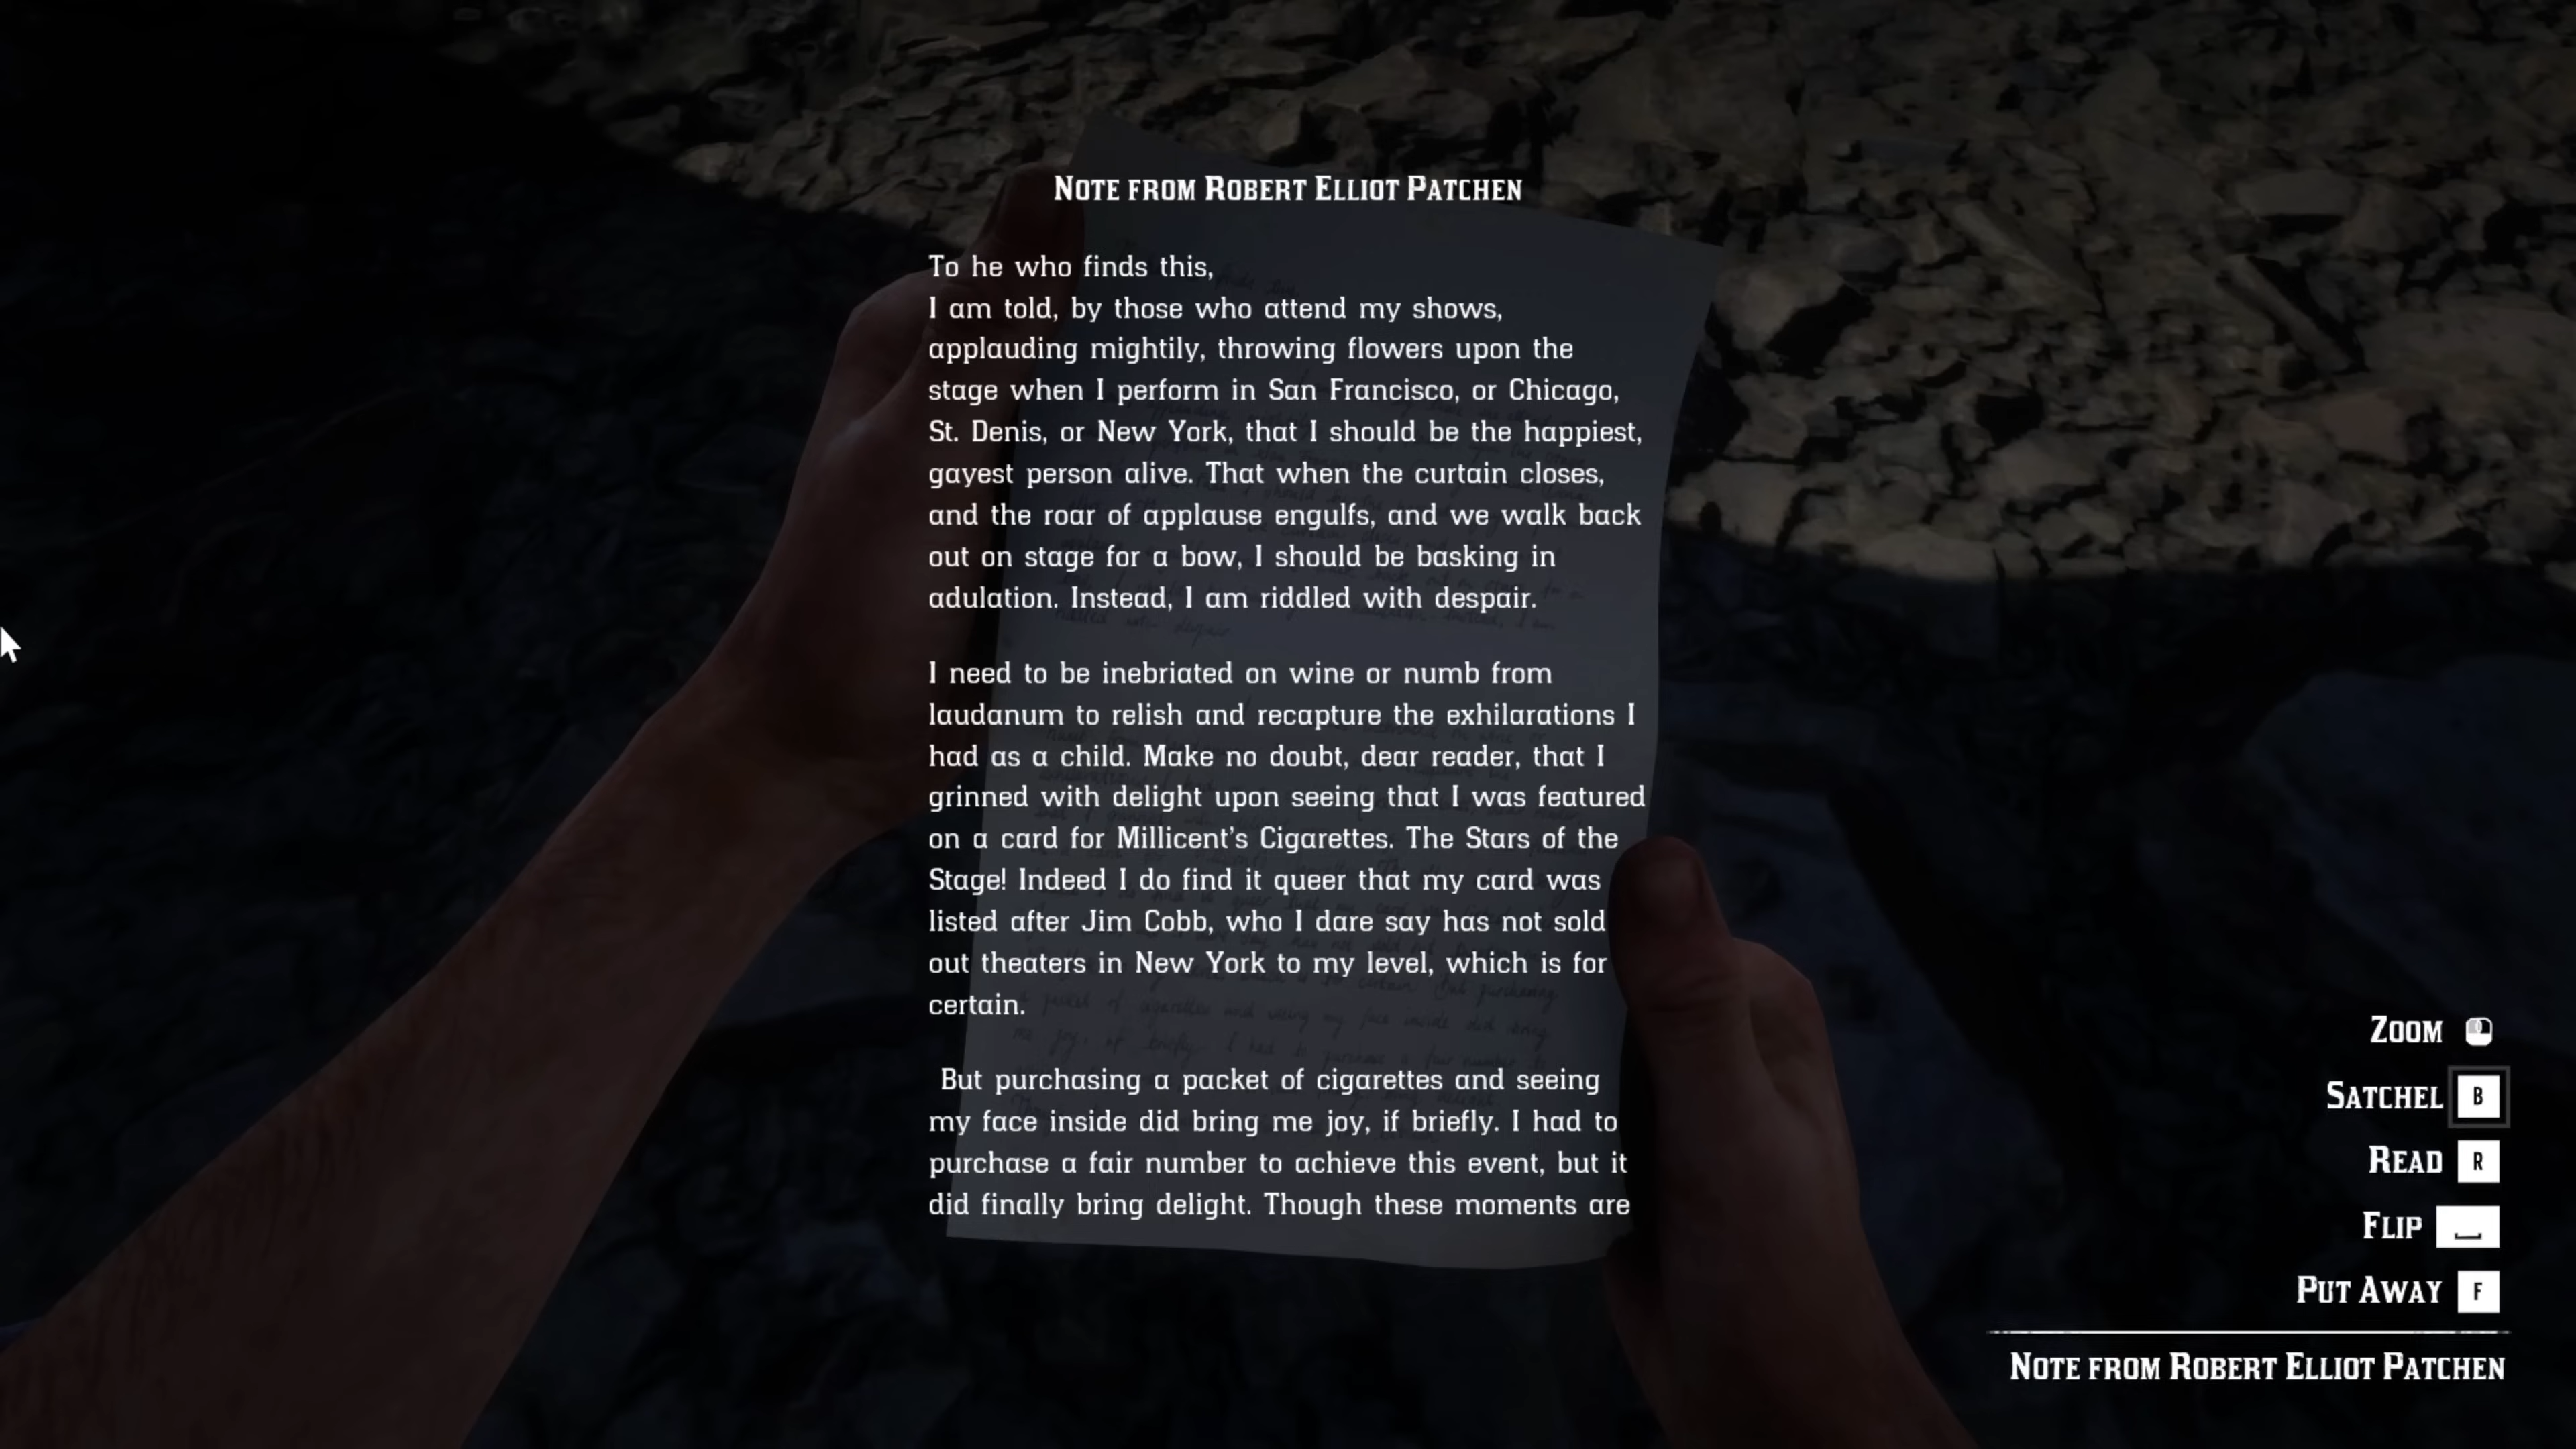 Note from Robert Elliot Patchen
To he who finds this,
I am told, by those who attend my shows,
applauding mightily, throwing flowers upon the
stage when I perform in San Francisco, or Chicago,
St. Denis, or New York, that I should be the happiest,
gayest person alive. That when the curtain closes,
and the roar of applause engulfs, and we walk back
out on stage for a bow, I should be basking in
adulation. Instead, I am riddled with despair.
I need to be inebriated on wine or numb from
laudanum to relish and recapture the exhilarations I
had as a child. Make no doubt, dear reader, that I
grinned with delight upon seeing that I was featured
on a card for Millicent's Cigarettes. The Stars of the
Stage! Indeed I do find it queer that my card was
listed after Jim Cobb, who I dare say has not sold
out theaters in New York to my level, which is for
certain.
But purchasing a packet of cigarettes and seeing
my face inside did bring me joy, if briefly. I had to
purchase a fair number to achieve this event, but it
did finally bring delight. Though these moments are
Zoom
Satchel B
Read R
Flip
Put Away F
Note from Robert Elliot Patchen